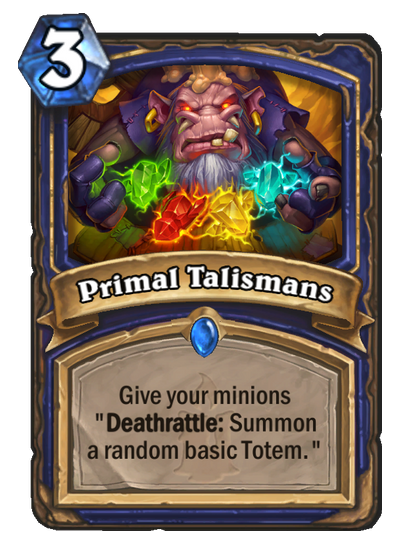 3
Primal Talismans
Give your minions
"Deathrattle: Summon
a random basic Totem."